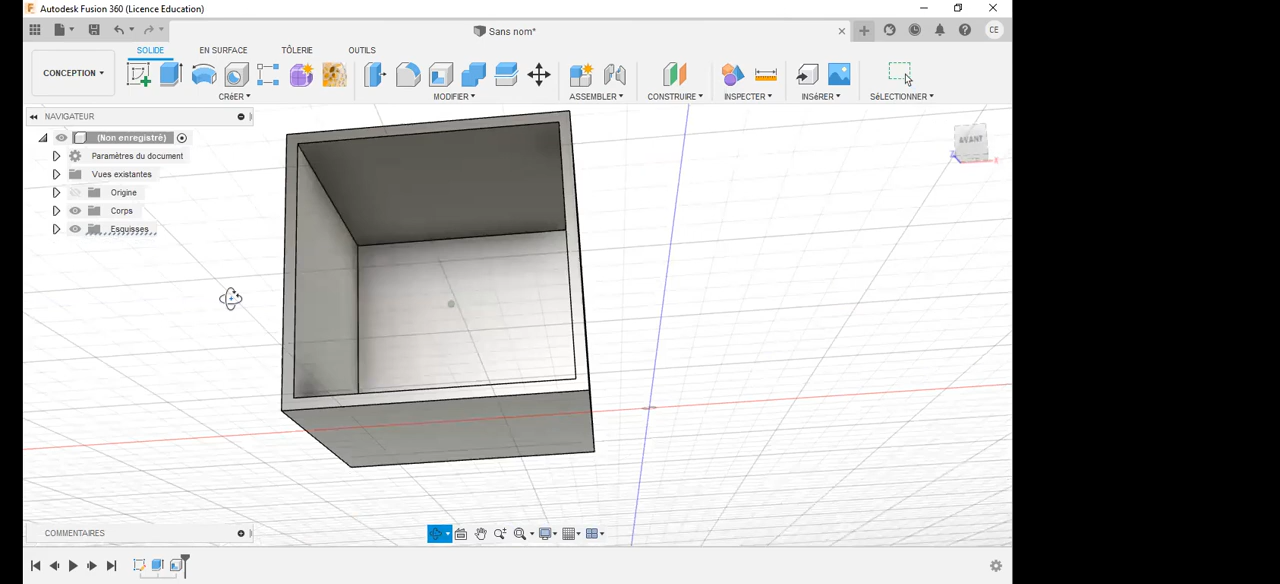 Autodesk Fusion 360 (Licence Education)
Sans nom*
CE
SOLIDE EN SURFACE TÔLERIE OUTILS
CONCEPTION
CRÉER MODIFIER ASSEMBLER CONSTRUIRE INSPECTER INSÉRER SÉLECTIONNER
NAVIGATEUR
(Non enregistré)
Paramètres du document
Vues existantes
Origine
Corps
Esquisses
AVANT
Z
COMMENTAIRES